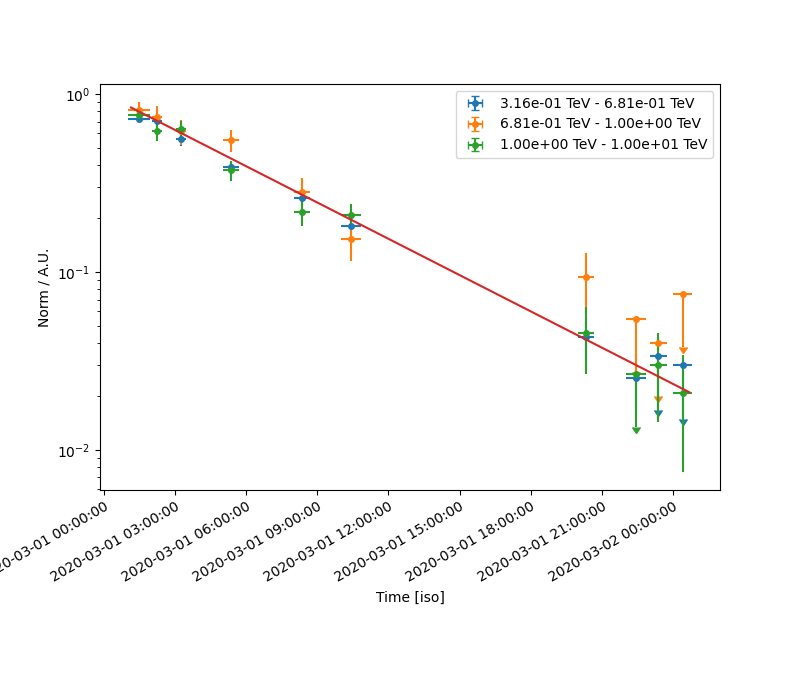 3.16e-01 TeV - 6.81e-01 TeV
6.81e-01 TeV - 1.00e+00 TeV
1.00e+00 TeV - 1.00e+01 TeV
Norm / A.U.
10⁰
10⁻¹
10⁻²
20-03-01 00:00:00
2020-03-01 03:00:00
2020-03-01 06:00:00
2020-03-01 09:00:00
2020-03-01 12:00:00
2020-03-01 15:00:00
2020-03-01 18:00:00
2020-03-01 21:00:00
2020-03-02 00:00:00
Time [iso]